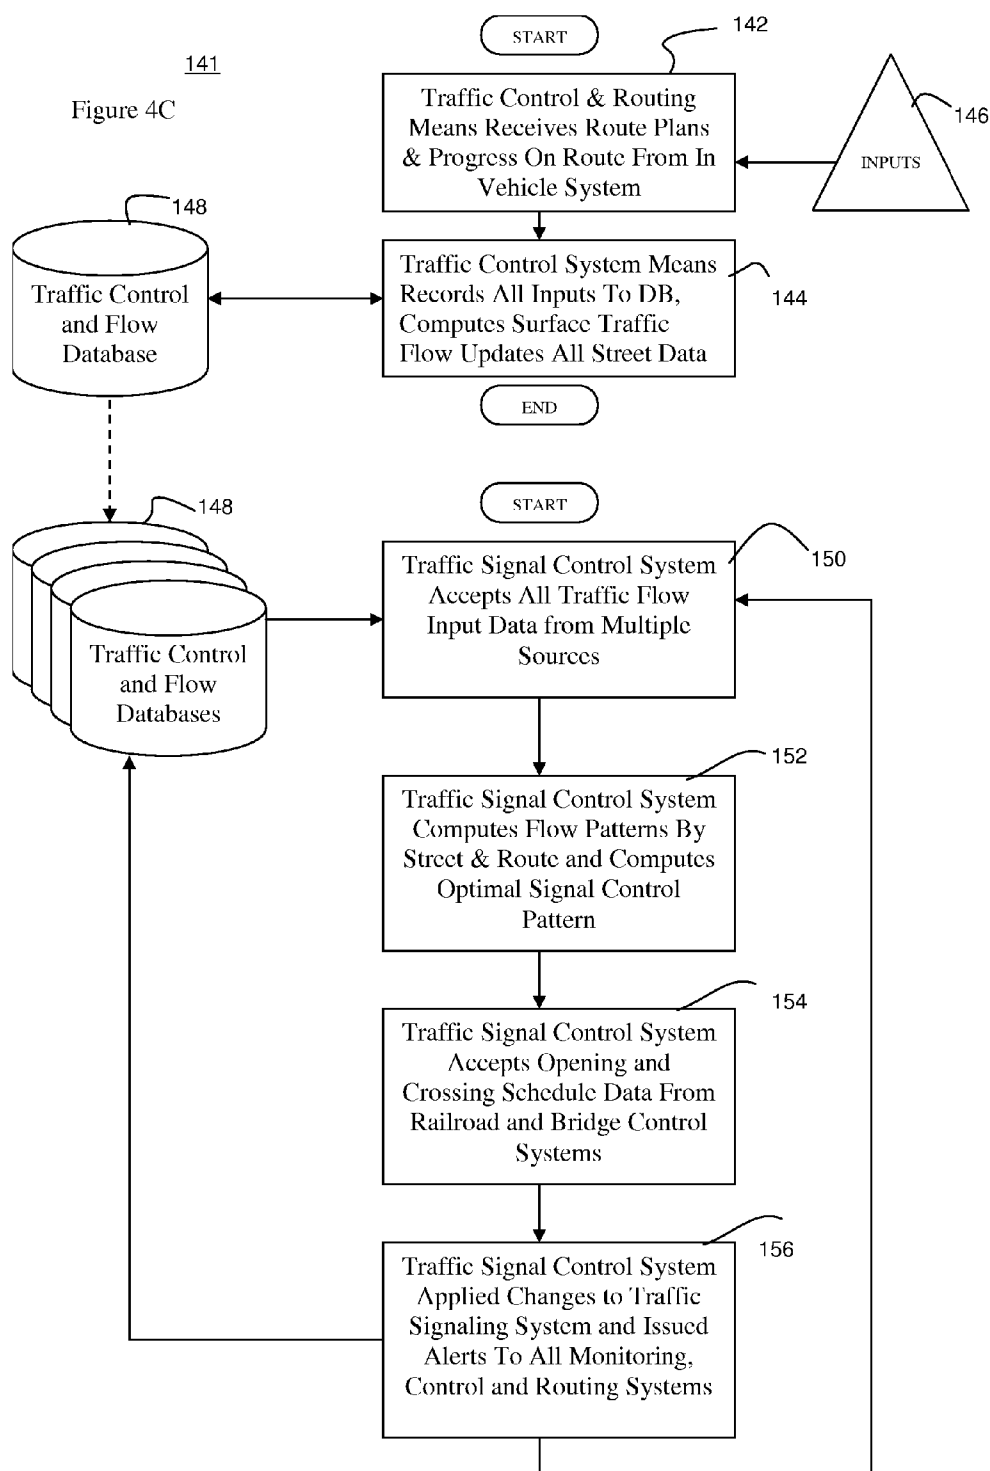 START
142
141
Figure 4C
Traffic Control & Routing
Means Receives Route Plans
& Progress On Route From In
Vehicle System
INPUTS
146
148
Traffic Control
and Flow
Database
Traffic Control System Means
Records All Inputs To DB,
Computes Surface Traffic
Flow Updates All Street Data
144
END
START
148
Traffic Control
and Flow
Databases
Traffic Signal Control System
Accepts All Traffic Flow
Input Data from Multiple
Sources
150
152
Traffic Signal Control System
Computes Flow Patterns By
Street & Route and Computes
Optimal Signal Control
Pattern
154
Traffic Signal Control System
Accepts Opening and
Crossing Schedule Data From
Railroad and Bridge Control
Systems
156
Traffic Signal Control System
Applied Changes to Traffic
Signaling System and Issued
Alerts To All Monitoring,
Control and Routing Systems